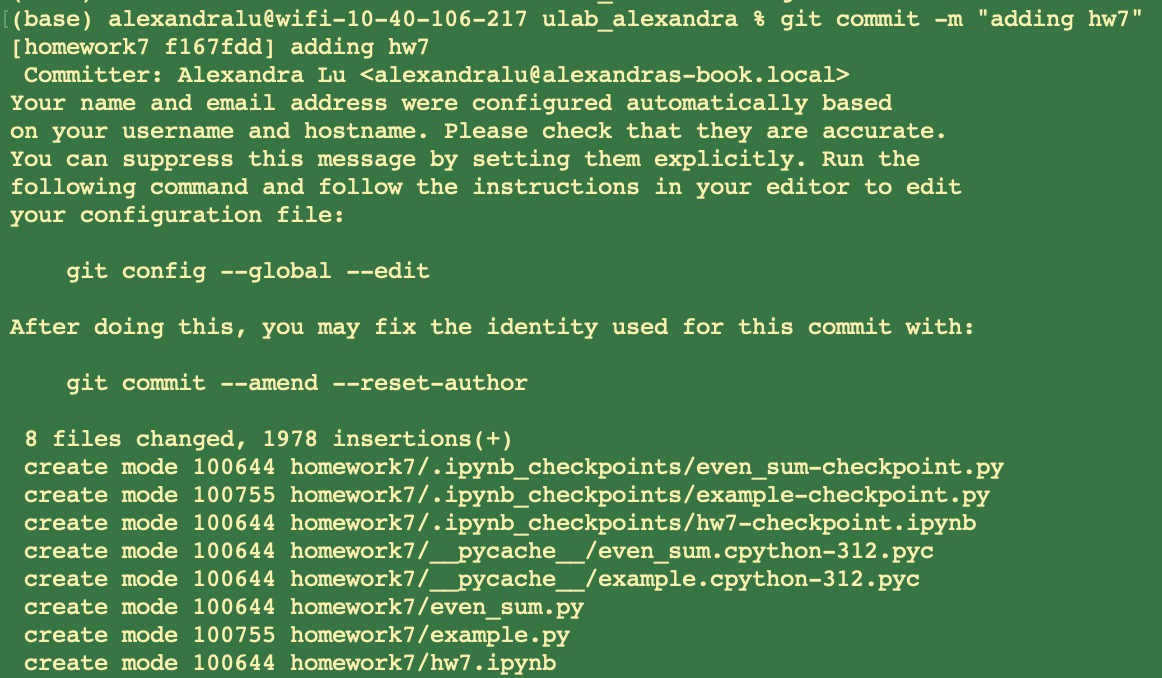 (base) alexandralu@wifi-10-40-106-217 ulab_alexandra % git commit -m "adding hw7"
[homework7 f167fdd] adding hw7
Committer: Alexandra Lu <alexandralu@alexandras-book.local>
Your name and email address were configured automatically based
on your username and hostname. Please check that they are accurate.
You can suppress this message by setting them explicitly. Run the
following command and follow the instructions in your editor to edit
your configuration file:
git config --global --edit
After doing this, you may fix the identity used for this commit with:
git commit --amend --reset-author
8 files changed, 1978 insertions(+)
create mode 100644 homework7/.ipynb_checkpoints/even_sum-checkpoint.py
create mode 100755 homework7/.ipynb_checkpoints/example-checkpoint.py
create mode 100644 homework7/.ipynb_checkpoints/hw7-checkpoint.ipynb
create mode 100644 homework7/__pycache__/even_sum.cpython-312.pyc
create mode 100644 homework7/__pycache__/example.cpython-312.pyc
create mode 100644 homework7/even_sum.py
create mode 100755 homework7/example.py
create mode 100644 homework7/hw7.ipynb